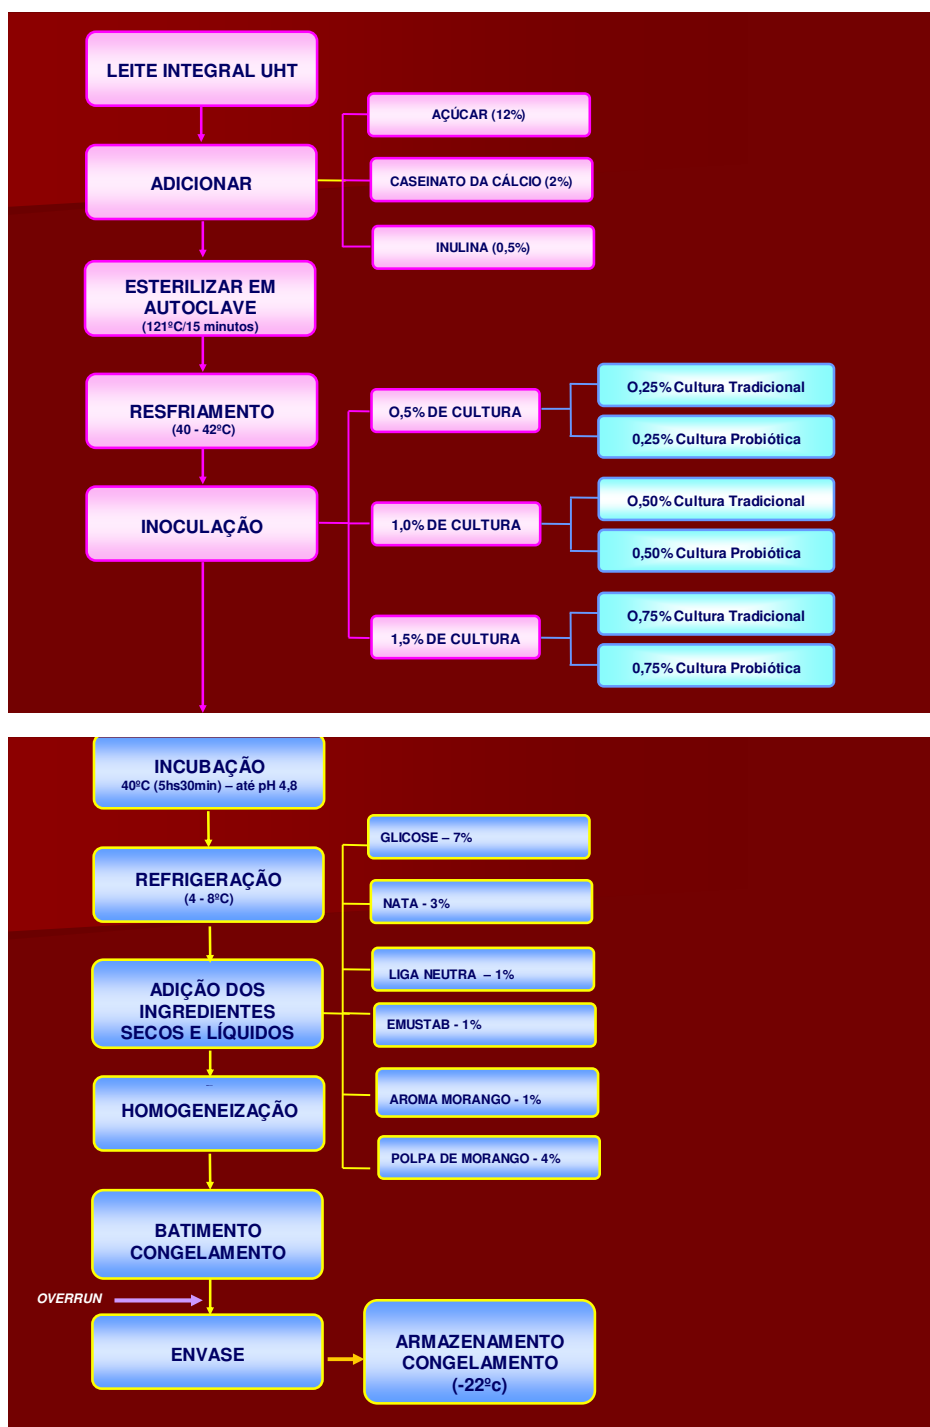 LEITE INTEGRAL UHT
AÇÚCAR (12%)
ADICIONAR
CASEINATO DA CÁLCIO (2%)
INULINA (0,5%)
ESTERILIZAR EM
AUTOCLAVE
(121ºC/15 minutos)
RESFRIAMENTO
(40 - 42ºC)
O,5% DE CULTURA
O,25% Cultura Tradicional
0,25% Cultura Probiótica
INOCULAÇÃO
1,0% DE CULTURA
O,50% Cultura Tradicional
0,50% Cultura Probiótica
1,5% DE CULTURA
O,75% Cultura Tradicional
0,75% Cultura Probiótica
INCUBAÇÃO
40ºC (5hs30min) – até pH 4,8
REFRIGERAÇÃO
(4 - 8ºC)
ADIÇÃO DOS
INGREDIENTES
SECOS E LÍQUIDOS
GLICOSE – 7%
NATA - 3%
LIGA NEUTRA – 1%
EMUSTAB - 1%
AROMA MORANGO - 1%
POLPA DE MORANGO - 4%
HOMOGENEIZAÇÃO
BATIMENTO
CONGELAMENTO
OVERRUN
ENVASE
ARMAZENAMENTO
CONGELAMENTO
(-22ºc)